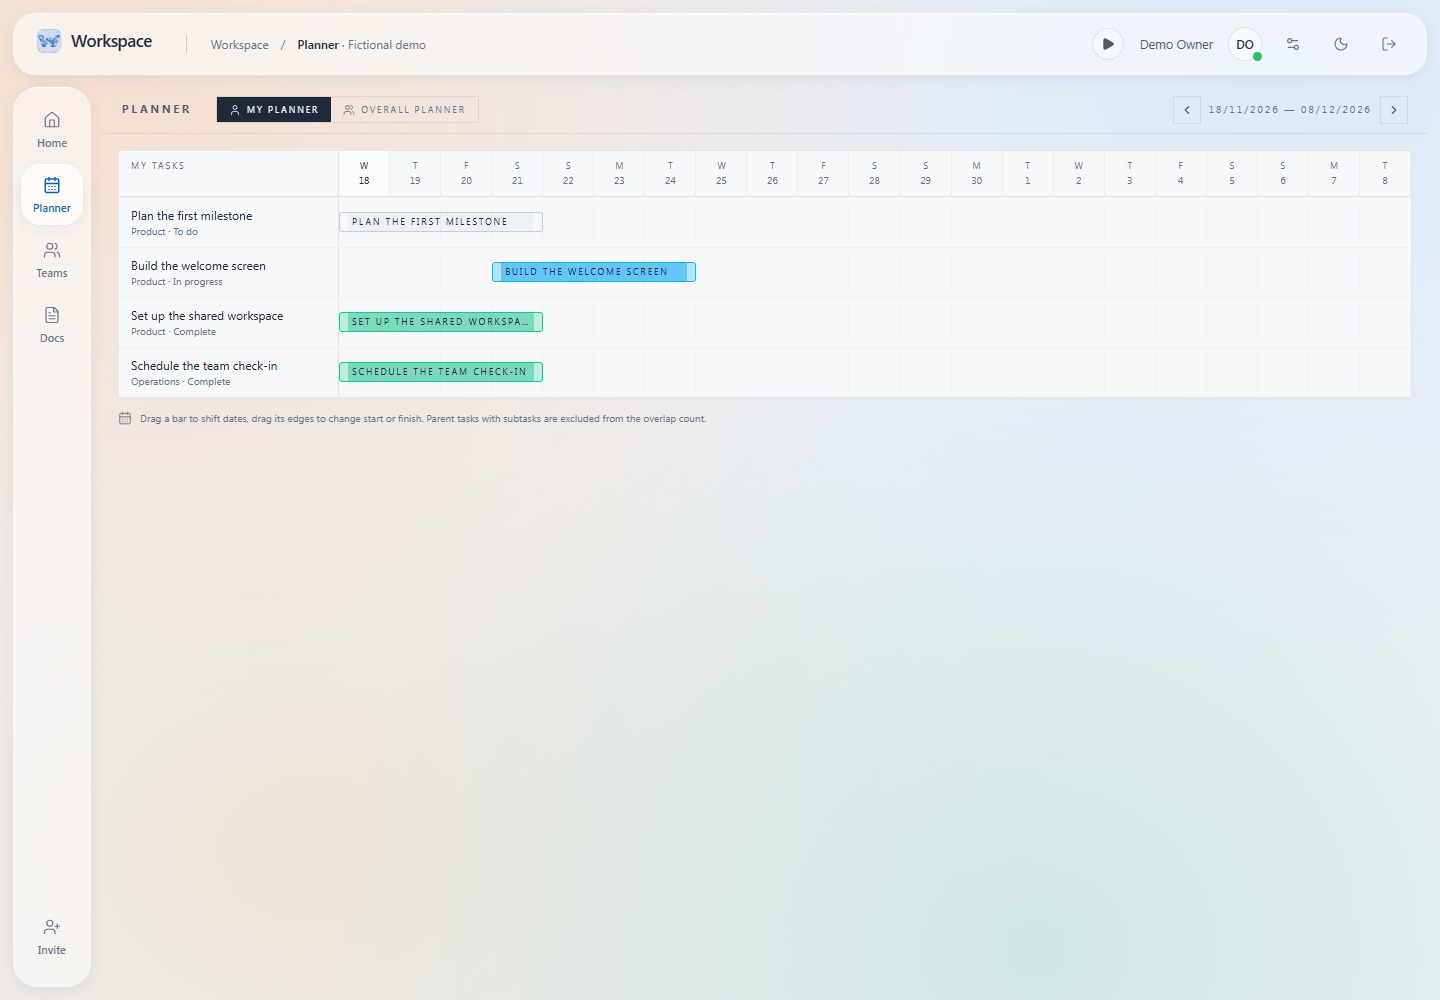 Workspace
Workspace / Planner · Fictional demo
Demo Owner
DO
Home
Planner
Teams
Docs
Invite
PLANNER
MY PLANNER
OVERALL PLANNER
18/11/2026 — 08/12/2026
MY TASKS
W T F S S M T W T F S S M T W T F S S M T
18 19 20 21 22 23 24 25 26 27 28 29 30 1 2 3 4 5 6 7 8
Plan the first milestone
Product · To do
PLAN THE FIRST MILESTONE
Build the welcome screen
Product · In progress
BUILD THE WELCOME SCREEN
Set up the shared workspace
Product · Complete
SET UP THE SHARED WORKSPA...
Schedule the team check-in
Operations · Complete
SCHEDULE THE TEAM CHECK-IN
Drag a bar to shift dates, drag its edges to change start or finish. Parent tasks with subtasks are excluded from the overlap count.